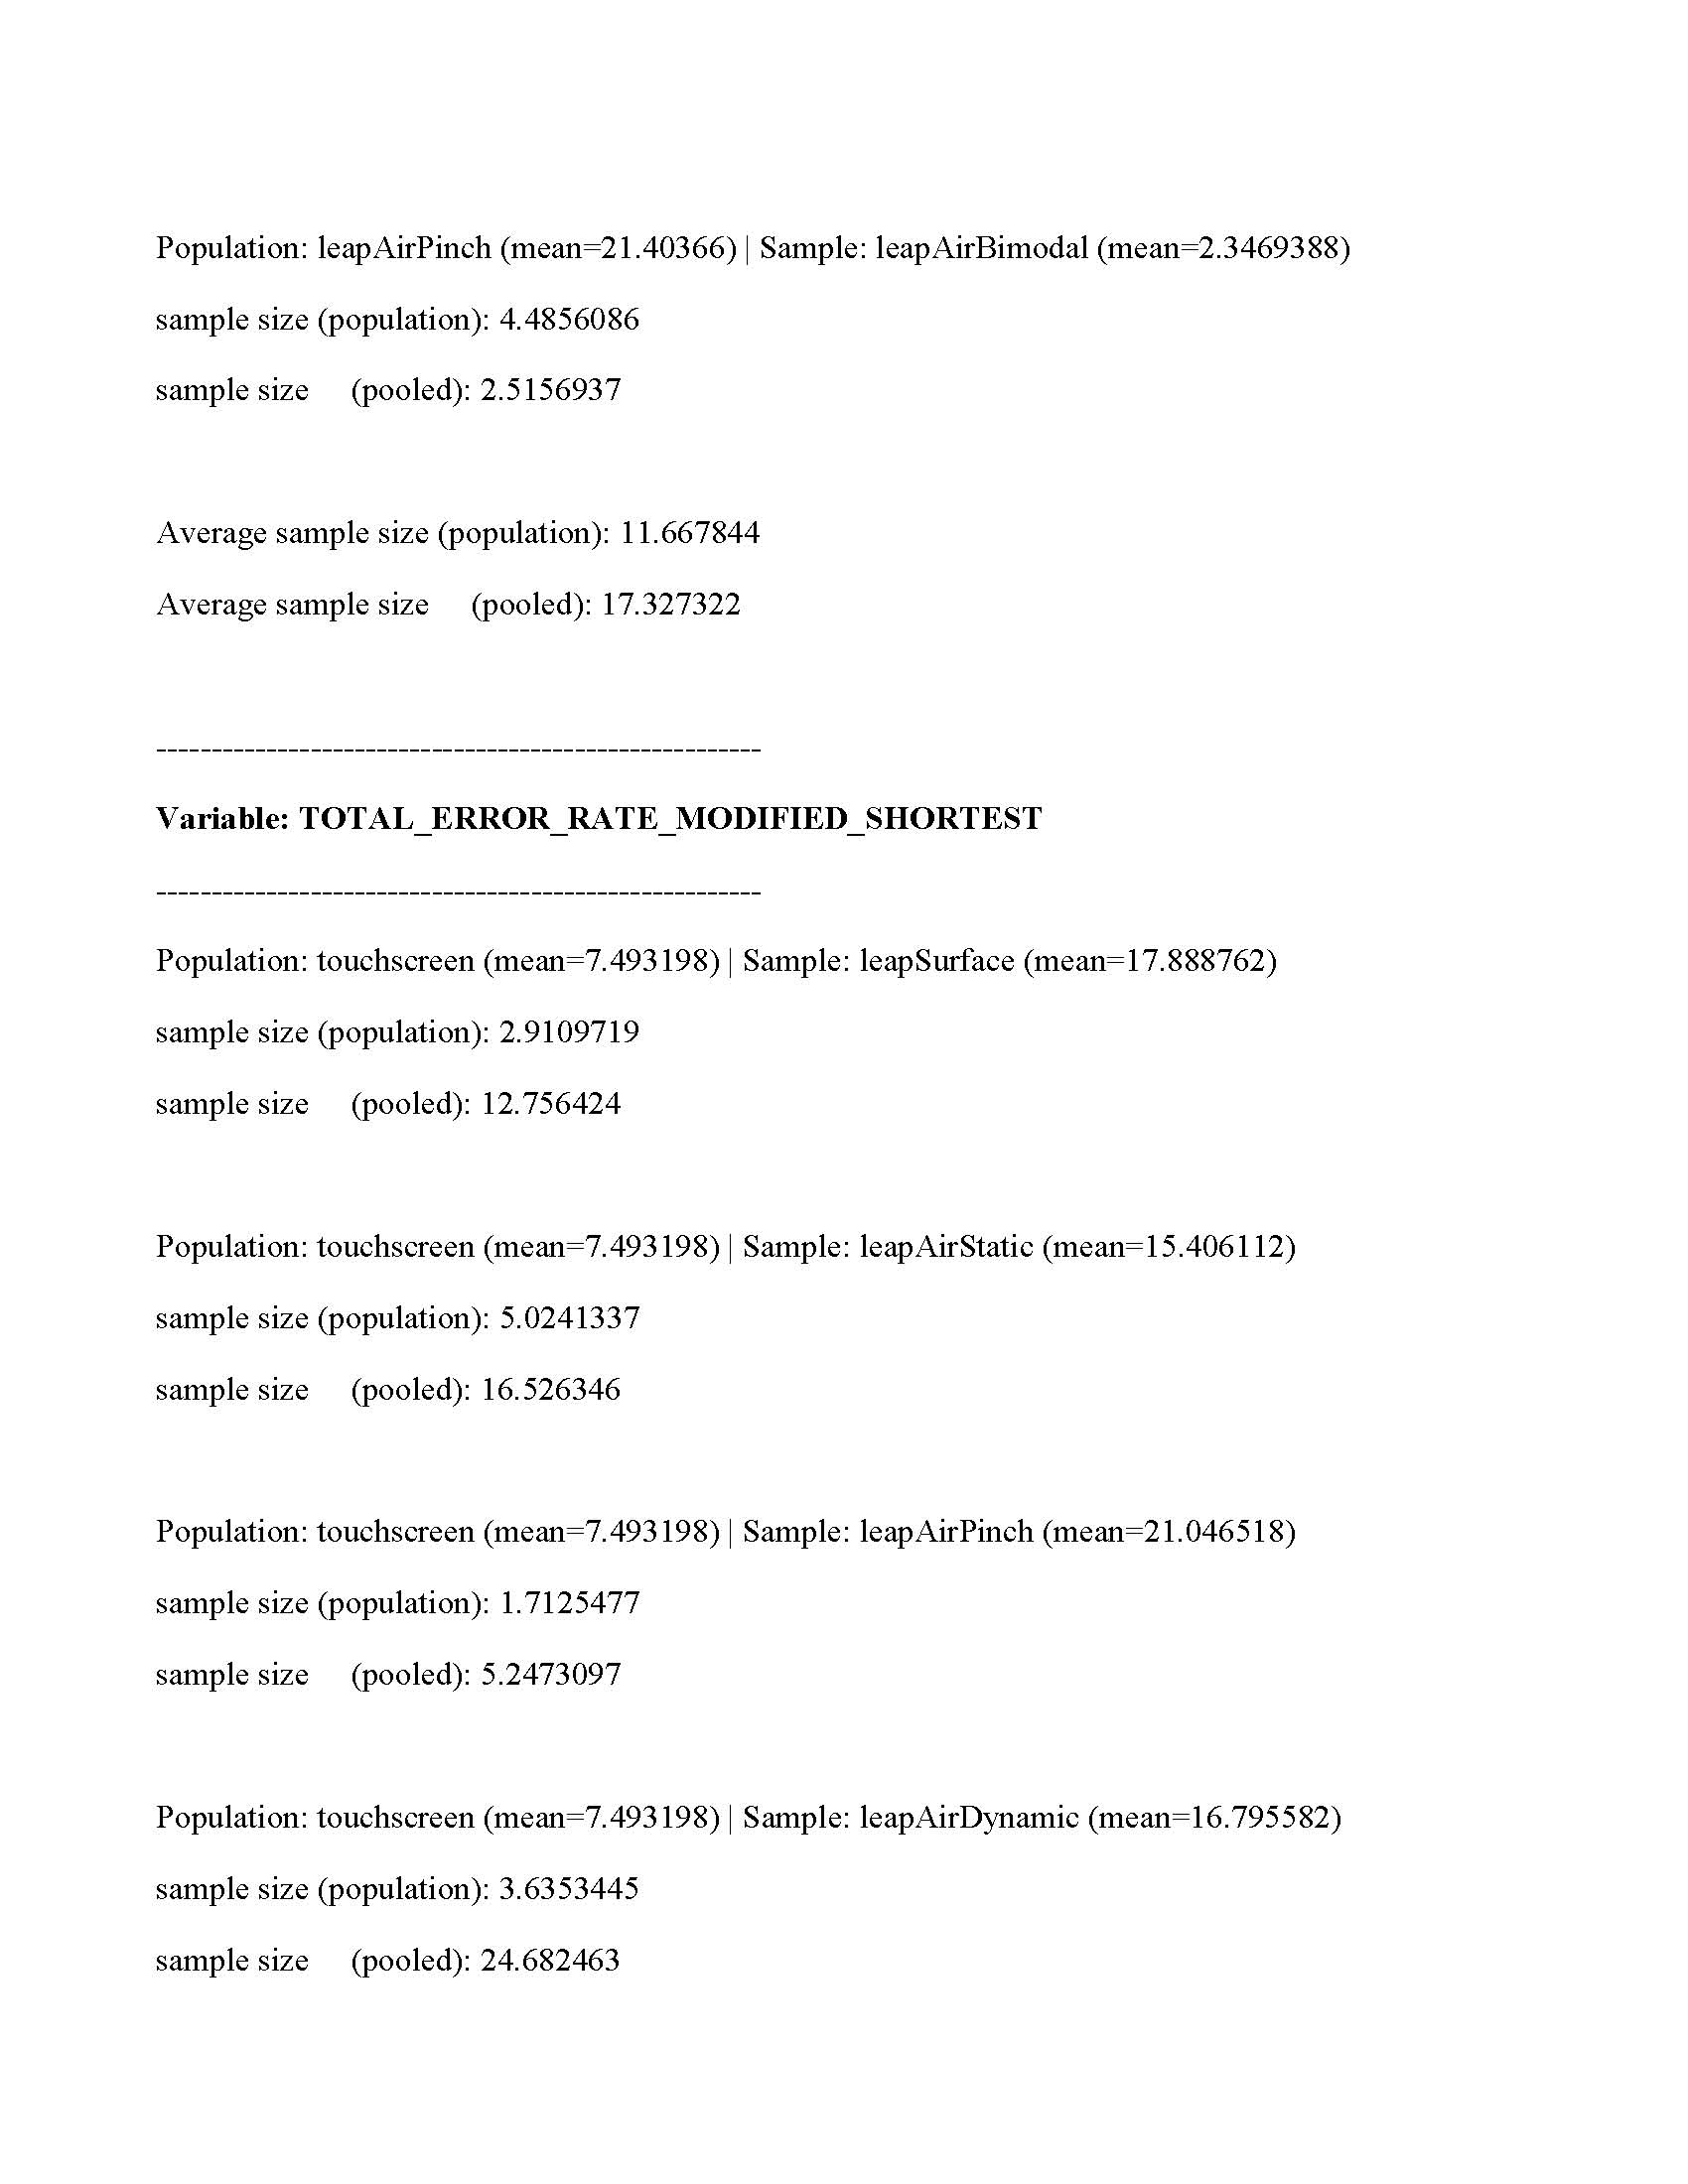 Population: leapAirPinch (mean=21.40366) | Sample: leapAirBimodal (mean=2.3469388)
sample size (population): 4.4856086
sample size     (pooled): 2.5156937
Average sample size (population): 11.667844
Average sample size     (pooled): 17.327322
-------------------------------------------------------
Variable: TOTAL_ERROR_RATE_MODIFIED_SHORTEST
-------------------------------------------------------
Population: touchscreen (mean=7.493198) | Sample: leapSurface (mean=17.888762)
sample size (population): 2.9109719
sample size     (pooled): 12.756424
Population: touchscreen (mean=7.493198) | Sample: leapAirStatic (mean=15.406112)
sample size (population): 5.0241337
sample size     (pooled): 16.526346
Population: touchscreen (mean=7.493198) | Sample: leapAirPinch (mean=21.046518)
sample size (population): 1.7125477
sample size     (pooled): 5.2473097
Population: touchscreen (mean=7.493198) | Sample: leapAirDynamic (mean=16.795582)
sample size (population): 3.6353445
sample size     (pooled): 24.682463